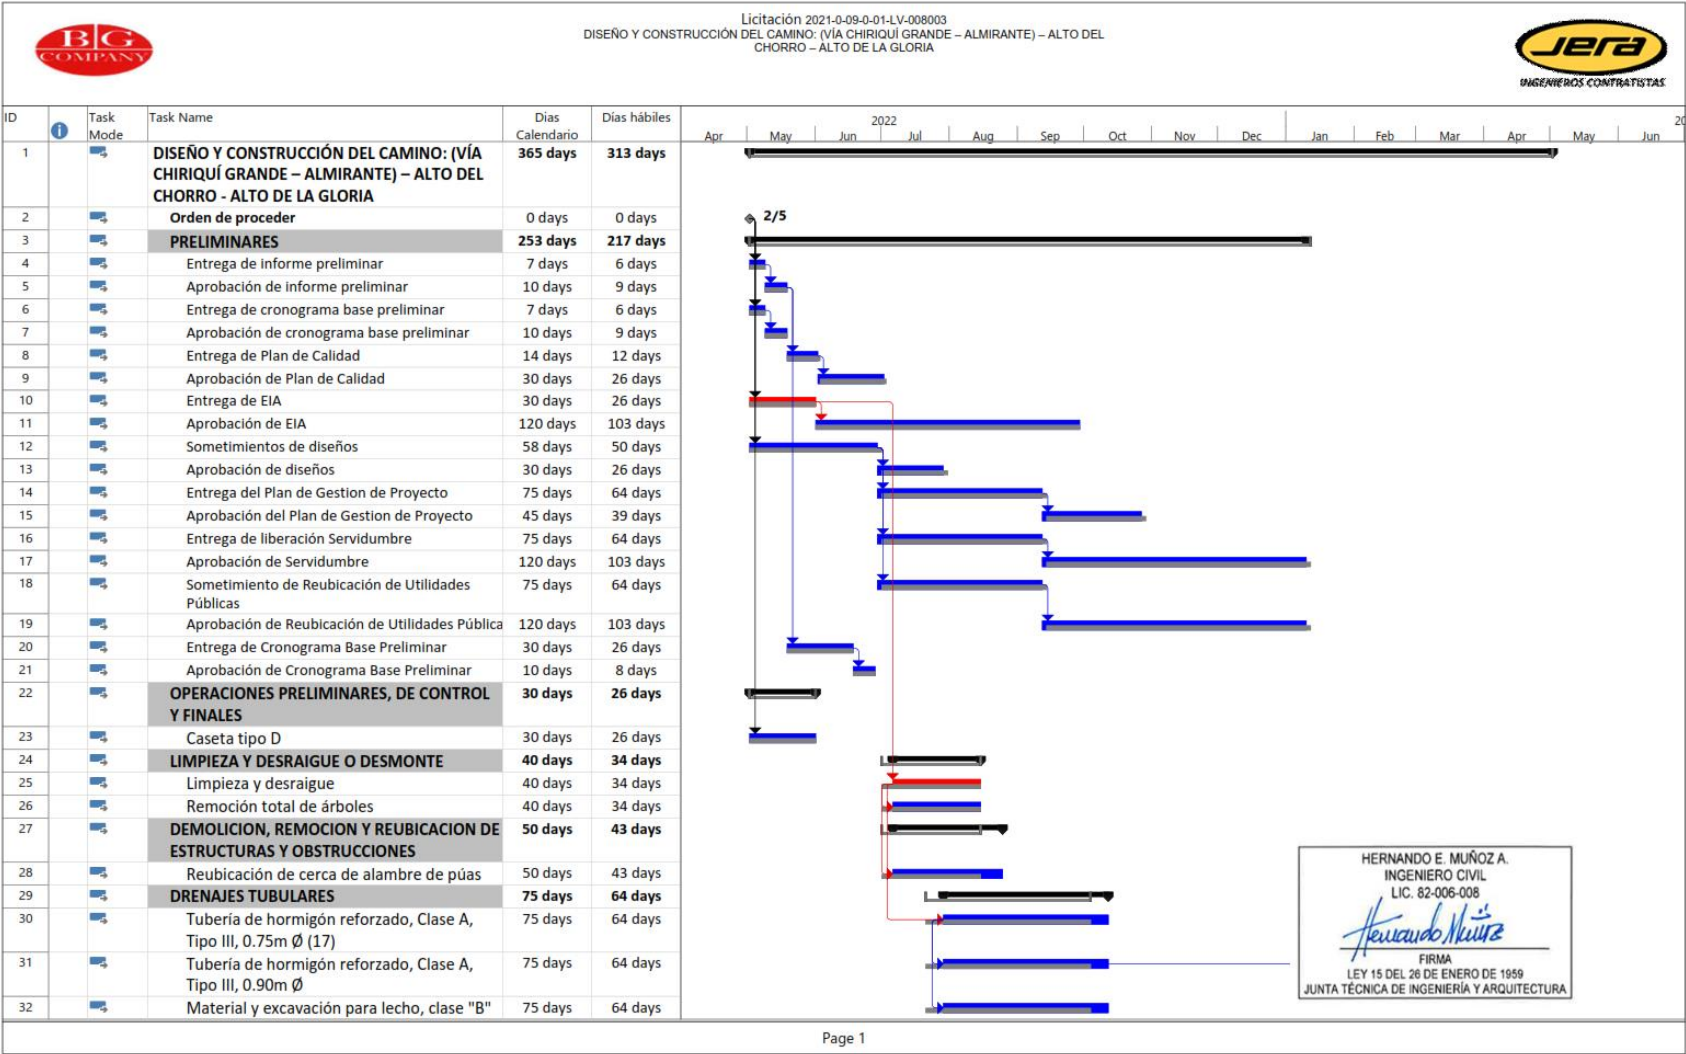 Licitación 2021-0-09-0-01-LV-008003
DISEÑO Y CONSTRUCCIÓN DEL CAMINO: (VÍA CHIRIQUÍ GRANDE – ALMIRANTE) – ALTO DEL
CHORRO – ALTO DE LA GLORIA
B G
COMPANY
Jera
INGENIEROS CONTRATISTAS
ID Task Mode Task Name Dias Calendario Días hábiles
2022
Apr May Jun Jul Aug Sep Oct Nov Dec Jan Feb Mar Apr May Jun
20
1 DISEÑO Y CONSTRUCCIÓN DEL CAMINO: (VÍA 365 days 313 days
CHIRIQUÍ GRANDE – ALMIRANTE) – ALTO DEL
CHORRO - ALTO DE LA GLORIA
2 Orden de proceder 0 days 0 days 2/5
3 PRELIMINARES 253 days 217 days
4 Entrega de informe preliminar 7 days 6 days
5 Aprobación de informe preliminar 10 days 9 days
6 Entrega de cronograma base preliminar 7 days 6 days
7 Aprobación de cronograma base preliminar 10 days 9 days
8 Entrega de Plan de Calidad 14 days 12 days
9 Aprobación de Plan de Calidad 30 days 26 days
10 Entrega de EIA 30 days 26 days
11 Aprobación de EIA 120 days 103 days
12 Sometimientos de diseños 58 days 50 days
13 Aprobación de diseños 30 days 26 days
14 Entrega del Plan de Gestion de Proyecto 75 days 64 days
15 Aprobación del Plan de Gestion de Proyecto 45 days 39 days
16 Entrega de liberación Servidumbre 75 days 64 days
17 Aprobación de Servidumbre 120 days 103 days
18 Sometimiento de Reubicación de Utilidades 75 days 64 days
Públicas
19 Aprobación de Reubicación de Utilidades Pública 120 days 103 days
20 Entrega de Cronograma Base Preliminar 30 days 26 days
21 Aprobación de Cronograma Base Preliminar 10 days 8 days
22 OPERACIONES PRELIMINARES, DE CONTROL 30 days 26 days
Y FINALES
23 Caseta tipo D 30 days 26 days
24 LIMPIEZA Y DESRAIGUE O DESMONTE 40 days 34 days
25 Limpieza y desraigue 40 days 34 days
26 Remoción total de árboles 40 days 34 days
27 DEMOLICION, REMOCION Y REUBICACION DE 50 days 43 days
ESTRUCTURAS Y OBSTRUCCIONES
28 Reubicación de cerca de alambre de púas 50 days 43 days
29 DRENAJES TUBULARES 75 days 64 days
30 Tubería de hormigón reforzado, Clase A, 75 days 64 days
Tipo III, 0.75m Ø (17)
31 Tubería de hormigón reforzado, Clase A, 75 days 64 days
Tipo III, 0.90m Ø
32 Material y excavación para lecho, clase "B" 75 days 64 days
HERNANDO E. MUÑOZ A.
INGENIERO CIVIL
LIC. 82-006-008
Hernando Muñoz
FIRMA
LEY 15 DEL 26 DE ENERO DE 1959
JUNTA TÉCNICA DE INGENIERÍA Y ARQUITECTURA
Page 1